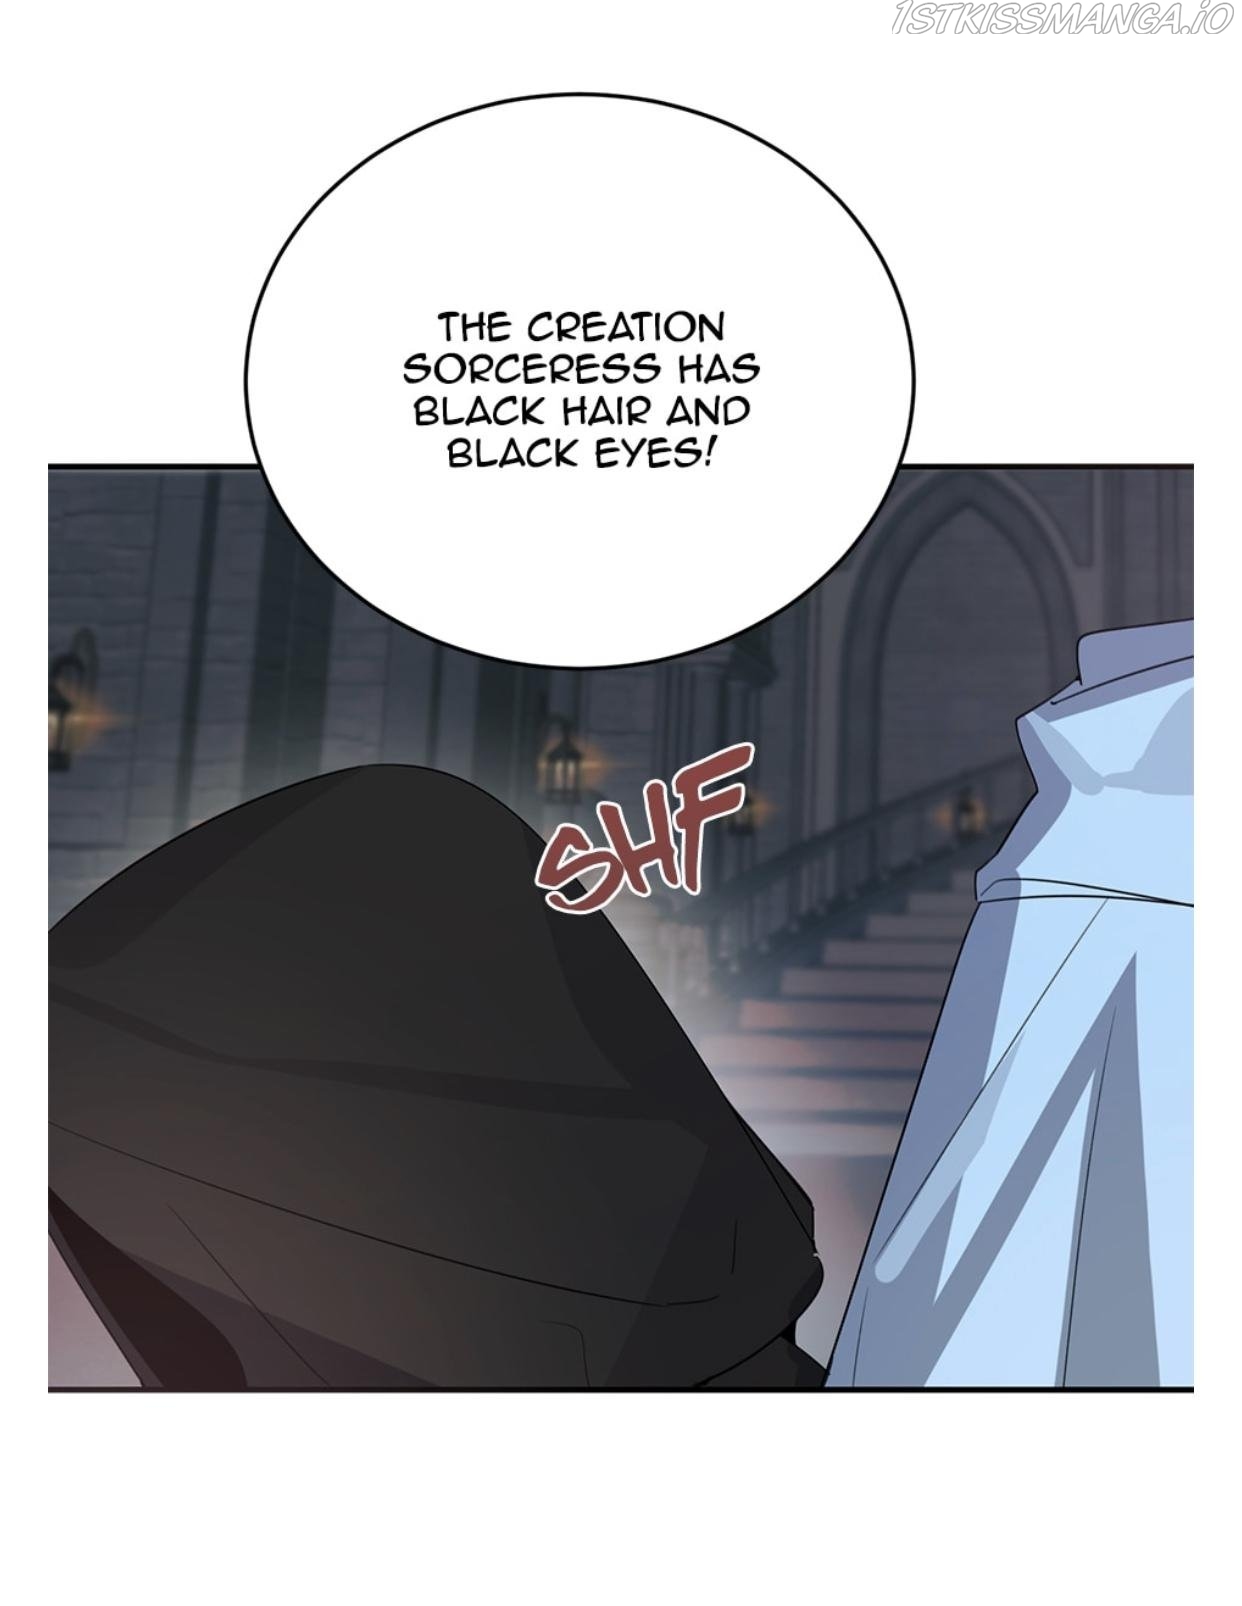 1STKISSMANGA.IO
THE CREATION
SORCERESS HAS
BLACK HAIR AND
BLACK EYES!
SHF